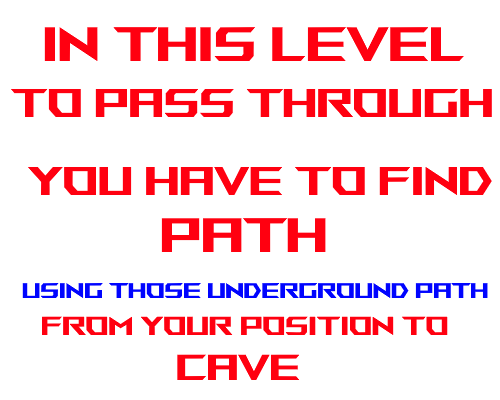 IN THIS LEVEL
TO PASS THROUGH
YOU HAVE TO FIND
PATH
USING THOSE UNDERGROUND PATH
FROM YOUR POSITION TO
CAVE